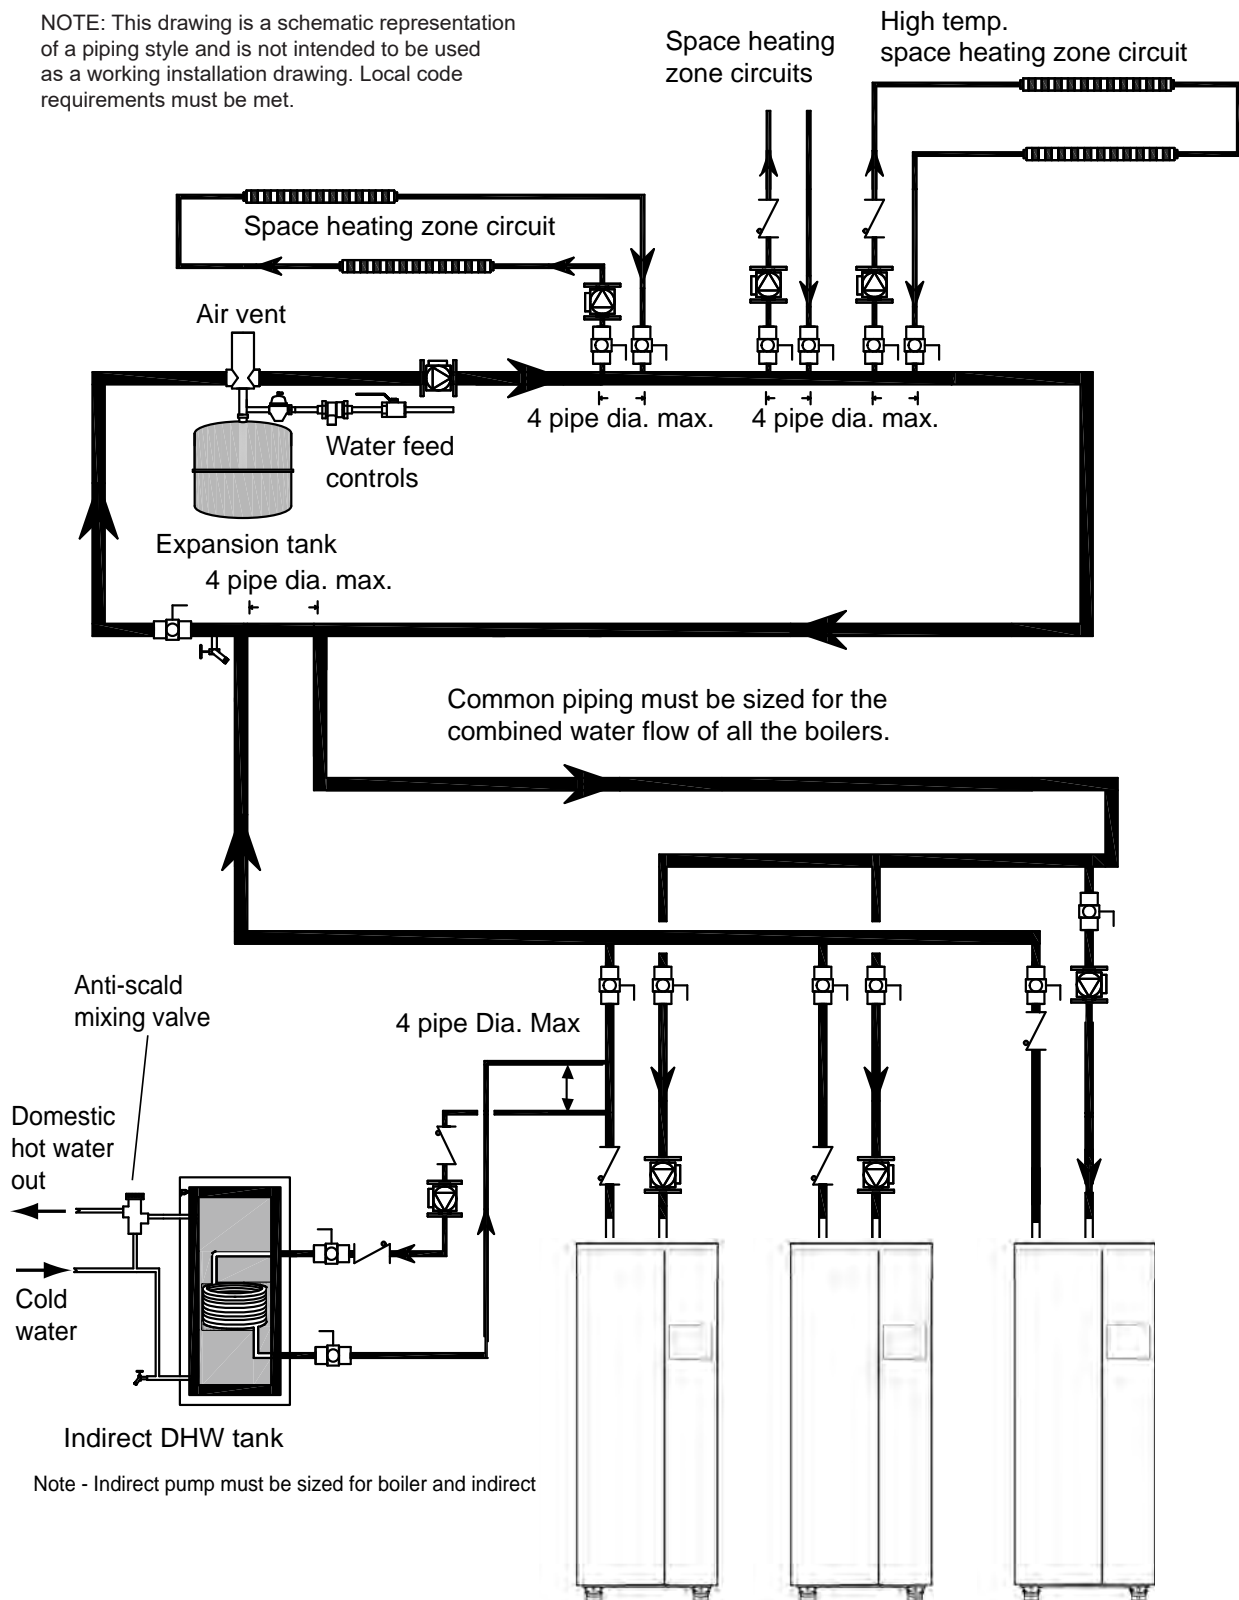 NOTE: This drawing is a schematic representation
of a piping style and is not intended to be used
as a working installation drawing. Local code
requirements must be met.
Space heating
zone circuits
High temp.
space heating zone circuit
Space heating zone circuit
Air vent
4 pipe dia. max.
4 pipe dia. max.
Water feed
controls
Expansion tank
4 pipe dia. max.
Common piping must be sized for the
combined water flow of all the boilers.
Anti-scald
mixing valve
4 pipe Dia. Max
Domestic
hot water
out
Cold
water
Indirect DHW tank
Note - Indirect pump must be sized for boiler and indirect